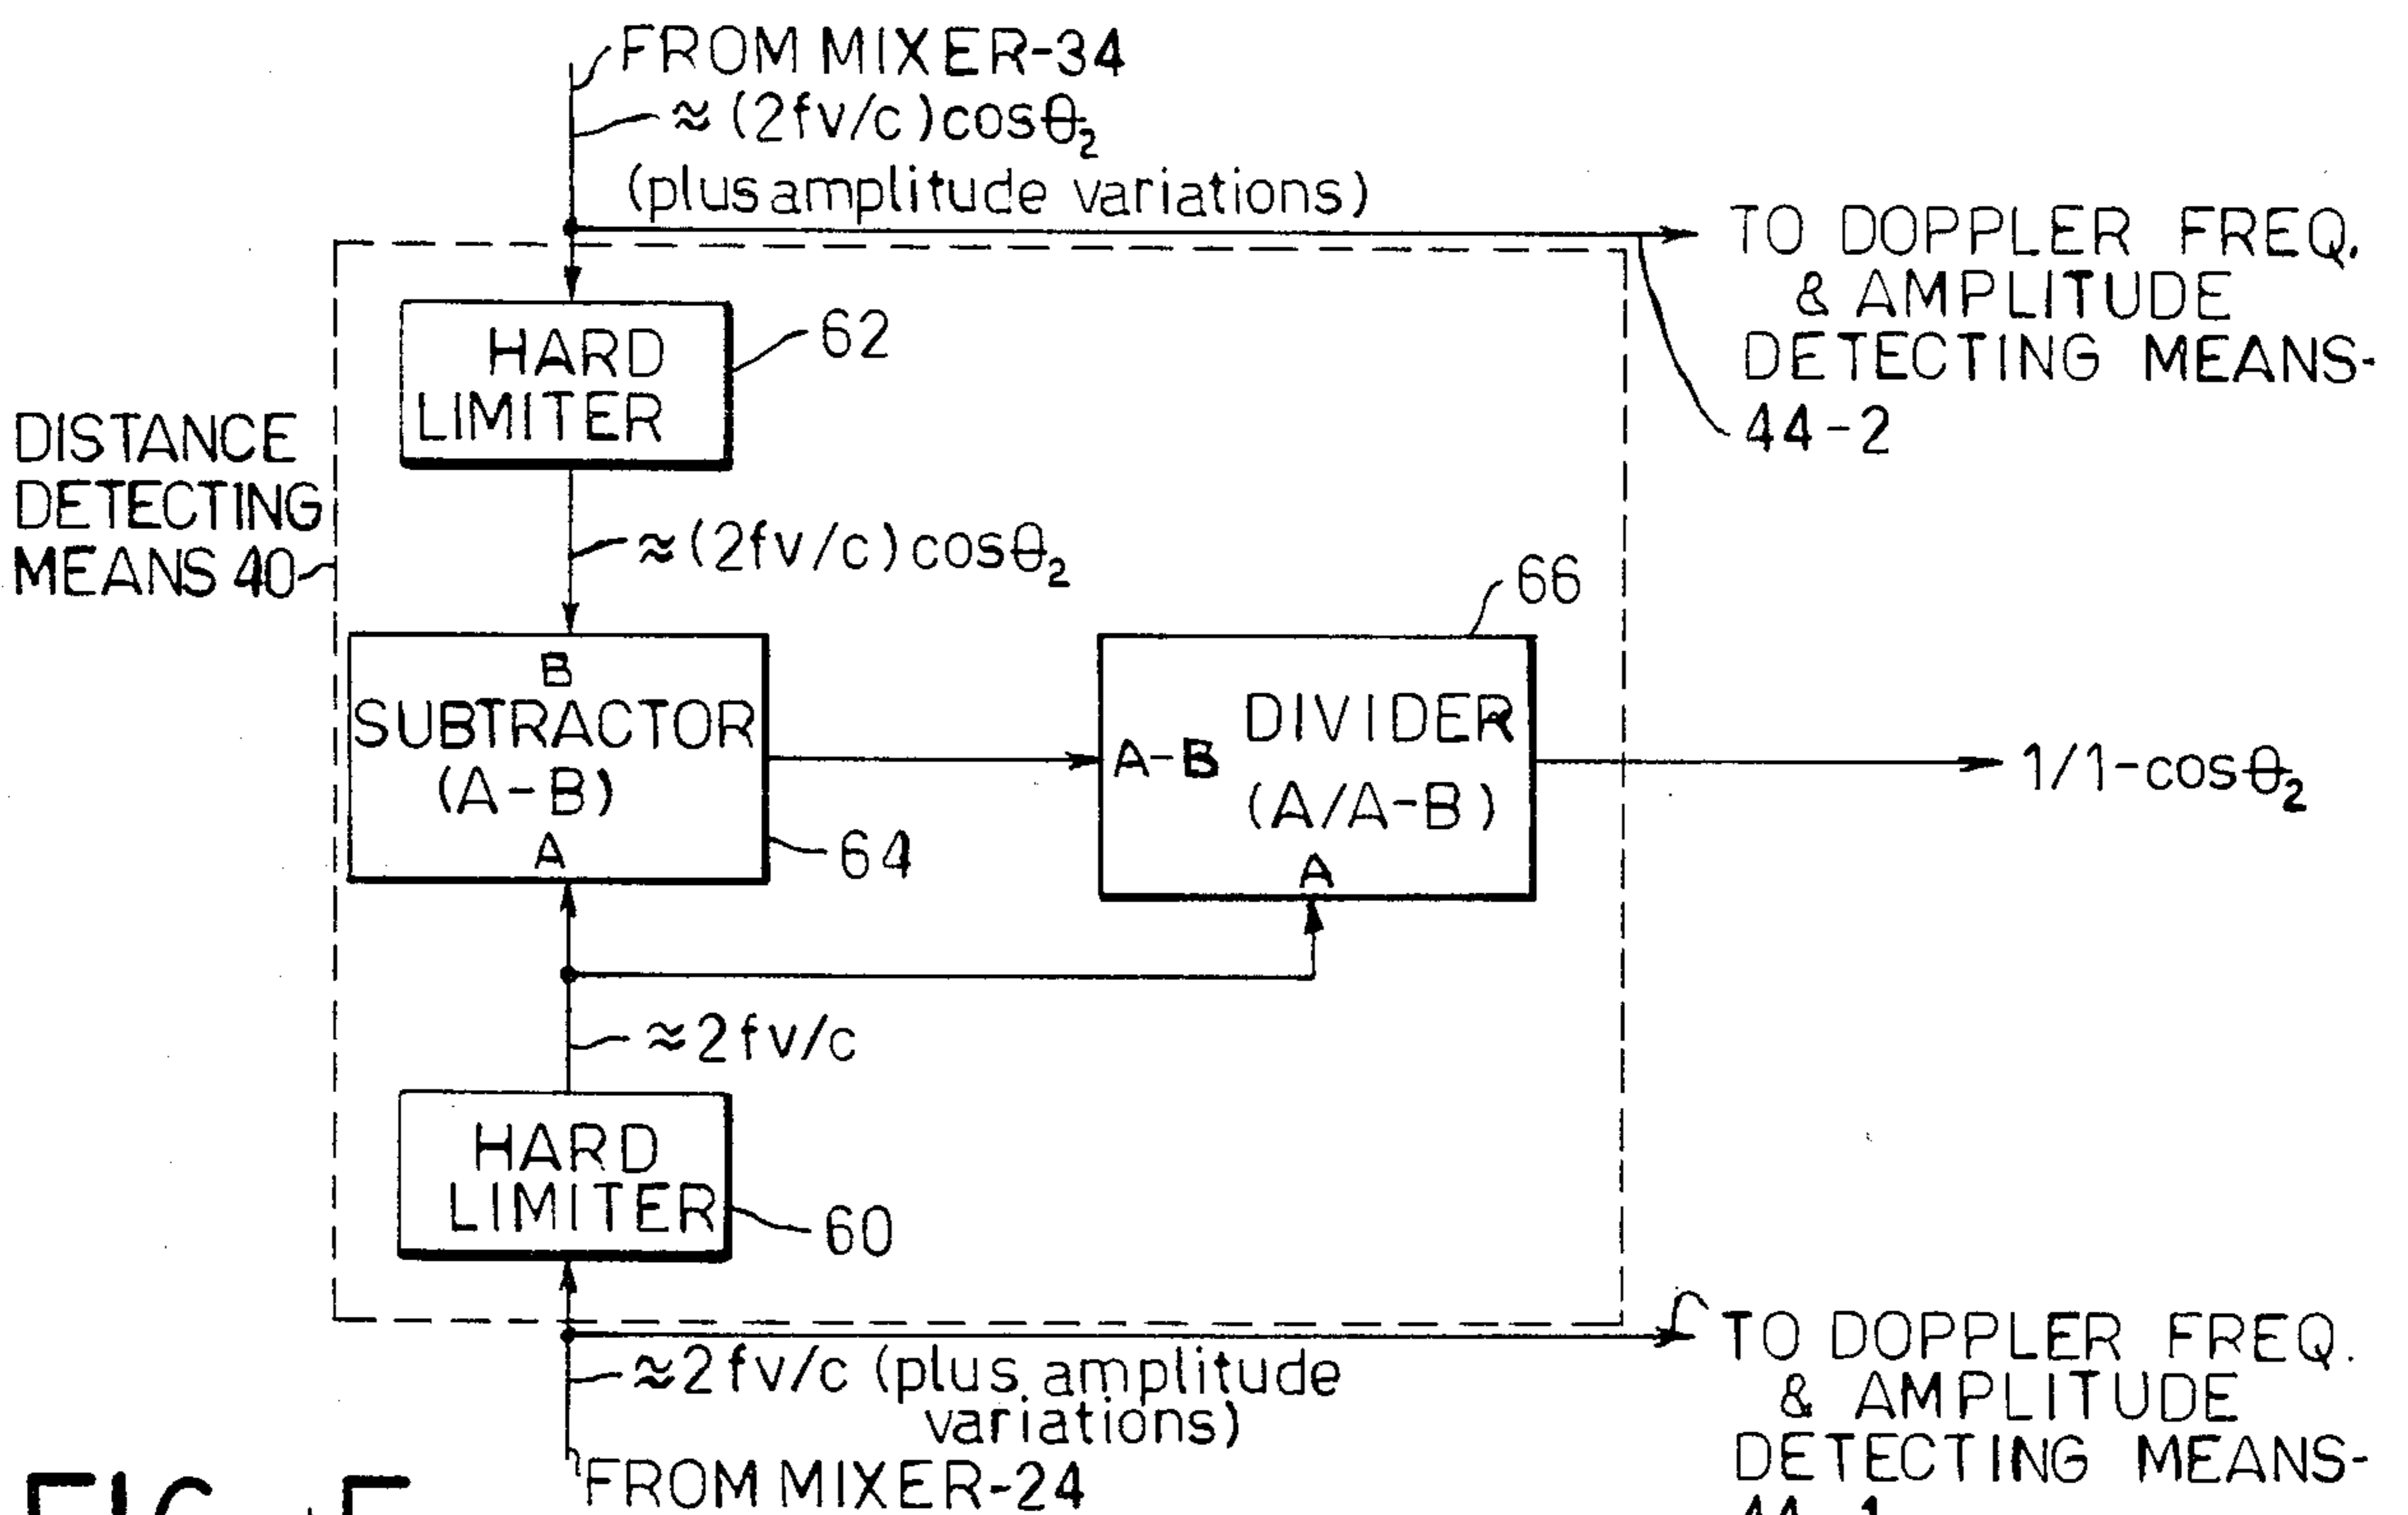 FROM MIXER-34
≈(2fv/c)cosθ₂
(plus amplitude variations)
TO DOPPLER FREQ.
& AMPLITUDE
DETECTING MEANS-
44-2
HARD
LIMITER
62
DISTANCE
DETECTING
MEANS 40
≈(2fv/c)cosθ₂
66
B
SUBTRACTOR
(A-B)
A
64
A-B
DIVIDER
(A/A-B)
A
1/1-cosθ₂
≈2fv/c
HARD
LIMITER
60
≈2fv/c (plus amplitude
variations)
FROM MIXER-24
TO DOPPLER FREQ.
& AMPLITUDE
DETECTING MEANS-